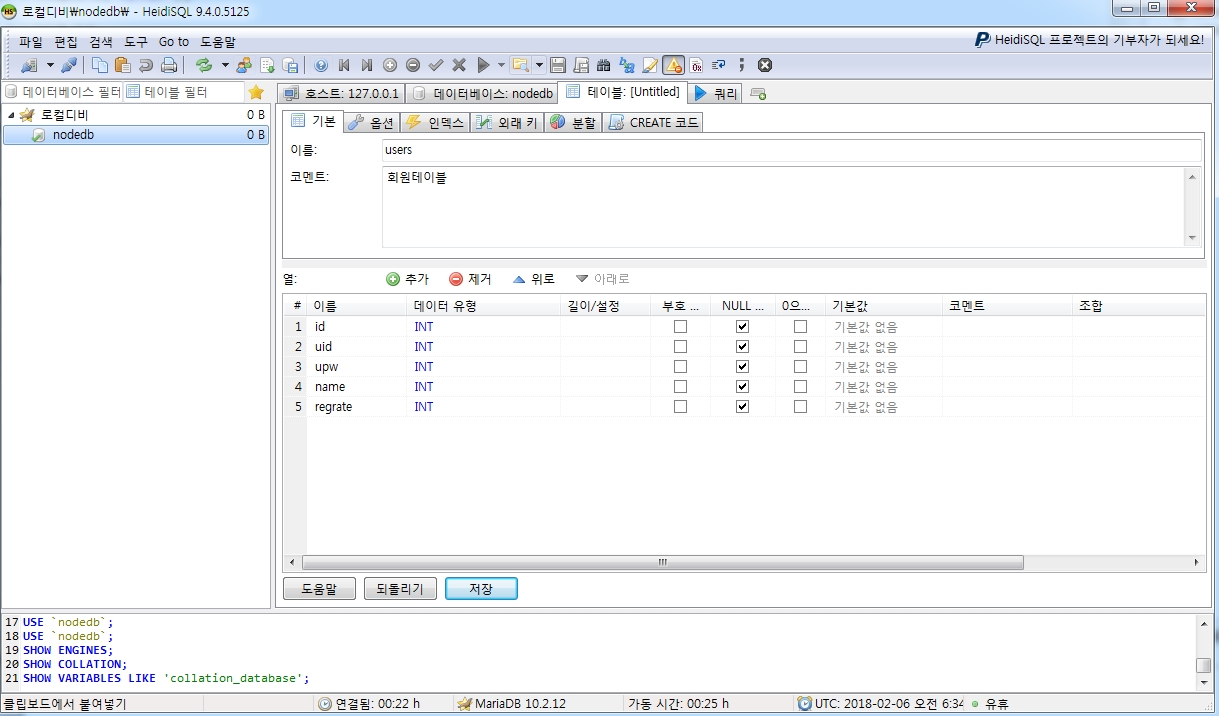 로컬디비\nodedb\ - HeidiSQL 9.4.0.5125
파일 편집 검색 도구 Go to 도움말 HeidiSQL 프로젝트의 기부자가 되세요!
데이터베이스 필터 테이블 필터
호스트: 127.0.0.1 데이터베이스: nodedb 테이블: [Untitled] 쿼리
로컬디비 0 B
nodedb 0 B
기본 옵션 인덱스 외래 키 분할 CREATE 코드
이름: users
코멘트: 회원테이블
열: 추가 제거 위로 아래로
# 이름 데이터 유형 길이/설정 부호 ... NULL ... 0으... 기본값 코멘트 조합
1 id INT 기본값 없음
2 uid INT 기본값 없음
3 upw INT 기본값 없음
4 name INT 기본값 없음
5 regrate INT 기본값 없음
도움말 되돌리기 저장
17 USE `nodedb`;
18 USE `nodedb`;
19 SHOW ENGINES;
20 SHOW COLLATION;
21 SHOW VARIABLES LIKE 'collation_database';
클립보드에서 붙여넣기 연결됨: 00:22 h MariaDB 10.2.12 가동 시간: 00:25 h UTC: 2018-02-06 오전 6:34 유휴